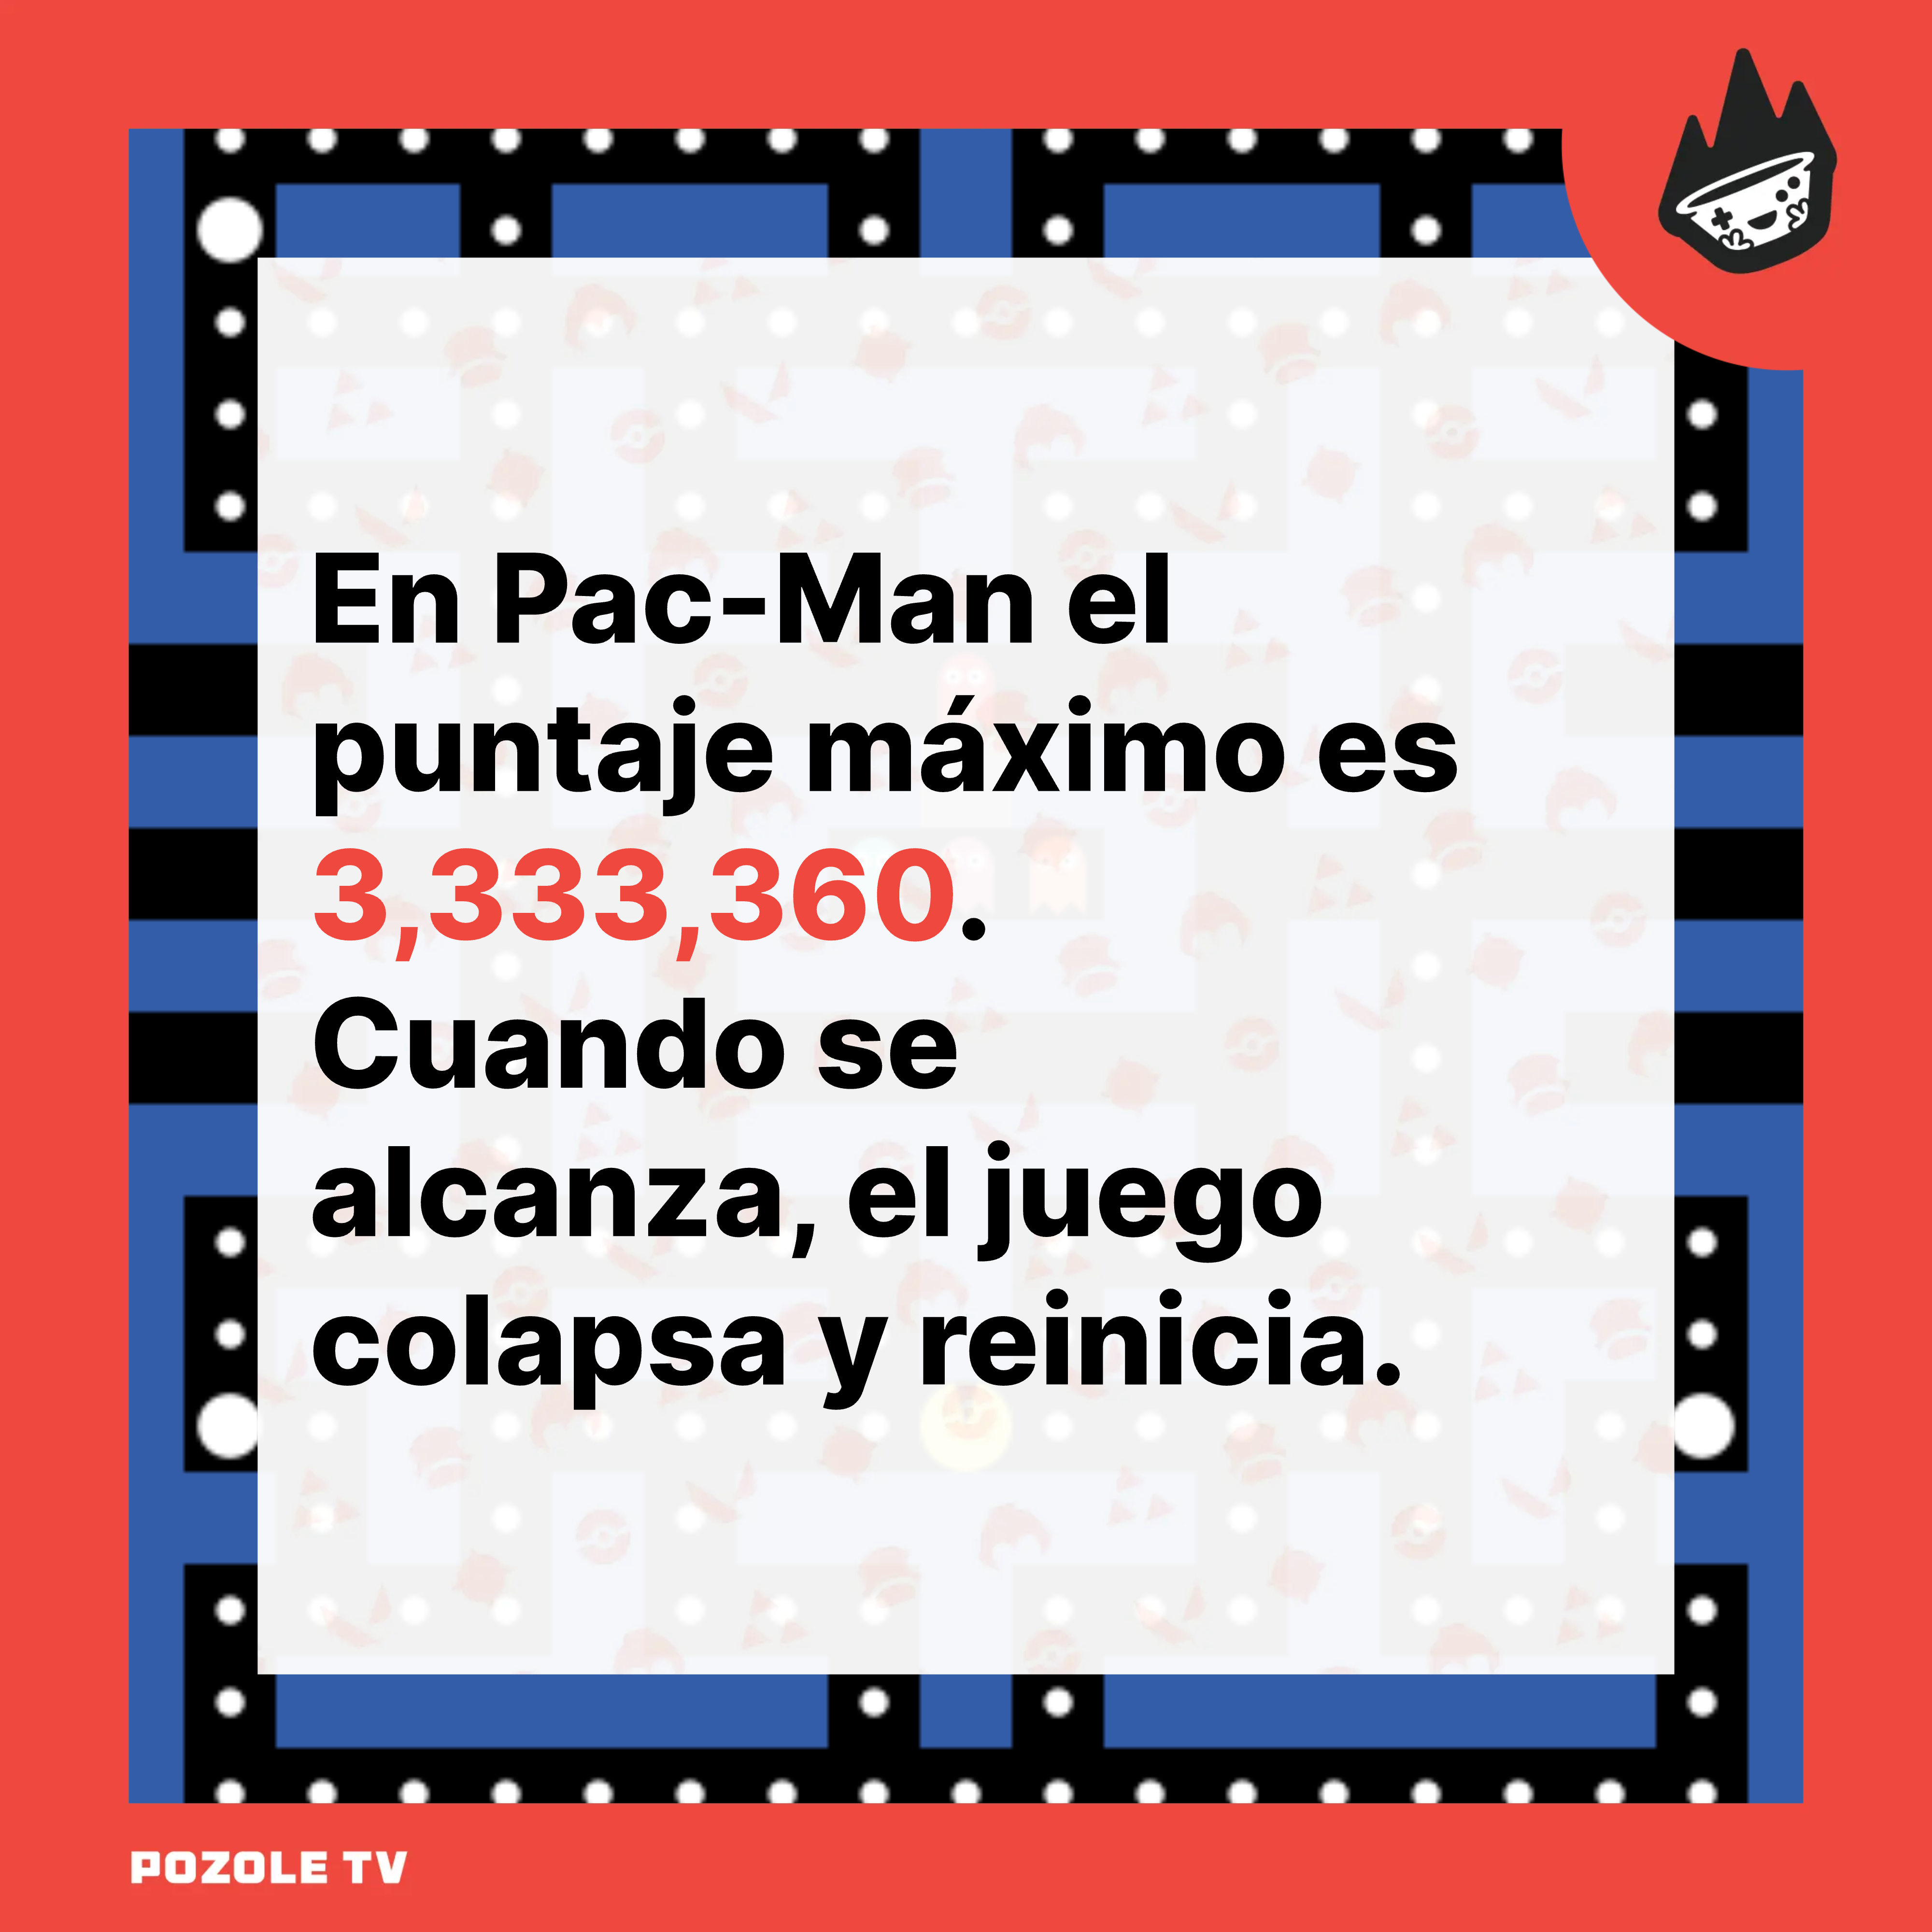 En Pac-Man el
puntaje máximo es
3,333,360.
Cuando se
alcanza, el juego
colapsa y reinicia.
POZOLE TV